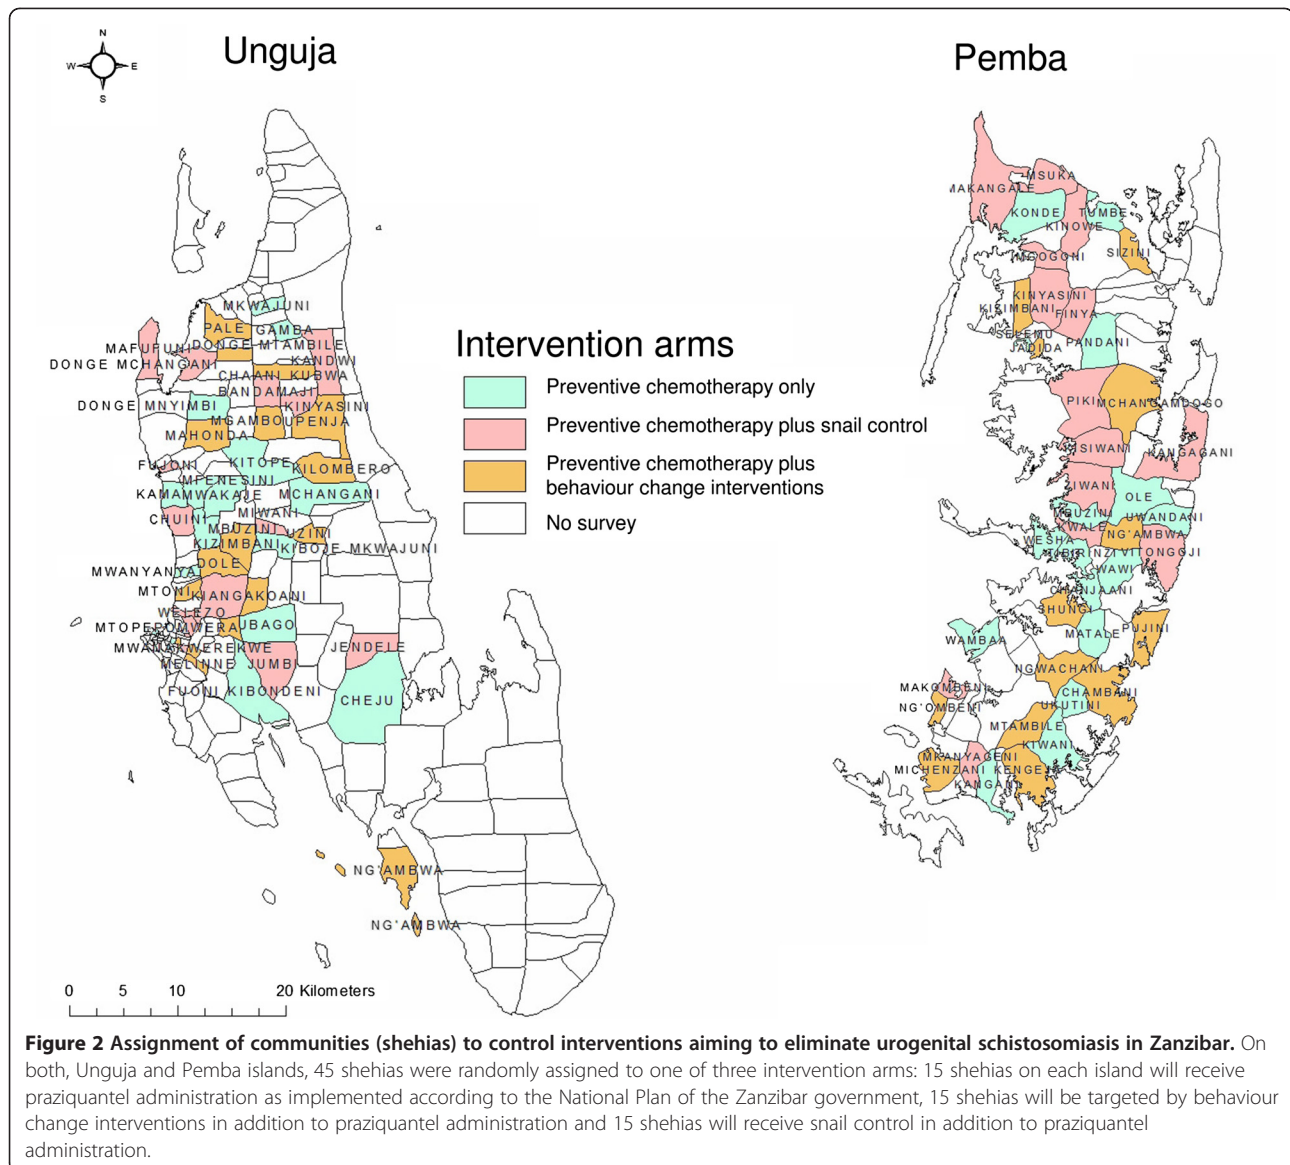 Unguja
Pemba
N
W
E
S
MSUKA
MAKANGALE
KONDE
TUMBE
KINOWE
SIZINI
MGOGONI
KINYASINI
KIZIMBANI
FINYA
SELEMU
PANDANI
JADIDA
PIKI
MCHANGAMDOGO
KANGAGANI
OLE
MBUZINI
UWANDANI
KWALE
NG'AMBWA
WESHA
WAWI
CHANJAANI
SHUNGI
PUJINI
MATALE
WAMBAA
NGWACHANI
MAKOMBENI
CHAMBANI
NG'OMBENI
UKUTINI
MTAMBILE
KIWANI
MKANYAGENI
MICHENZANI
KENGEJA
KANGANI
MKWAJUNI
PALE
GAMBA
MAFUFUNI
DONGE MTAMBILE
DONGE MCHANGANI
KANDWI
CHAANI KUBWA
BANDAMAJI
DONGE MNYIMBI
KINYASINI
MGAMBO
UPENJA
MAHONDA
FUJONI
KITOPE
KILOMBERO
MFENESINI
KAMA
MWAKAJE
MCHANGANI
CHUINI
MIWANI
MBUZINI
UZINI
KIZIMBANI
KIBOJE MKWAJUNI
DOLE
MWANYANYA
MTONI
KIANGA
KOANI
WELEZO
MTOPEPO
MWERA
UBAGO
MWANAKWEREKWE
JENDELE
MELINNE
JUMBI
FUONI KIBONDENI
CHEJU
NG'AMBWA
NG'AMBWA
Intervention arms
Preventive chemotherapy only
Preventive chemotherapy plus snail control
Preventive chemotherapy plus
behaviour change interventions
No survey
0 5 10 20 Kilometers
Figure 2 Assignment of communities (shehias) to control interventions aiming to eliminate urogenital schistosomiasis in Zanzibar. On
both, Unguja and Pemba islands, 45 shehias were randomly assigned to one of three intervention arms: 15 shehias on each island will receive
praziquantel administration as implemented according to the National Plan of the Zanzibar government, 15 shehias will be targeted by behaviour
change interventions in addition to praziquantel administration and 15 shehias will receive snail control in addition to praziquantel
administration.